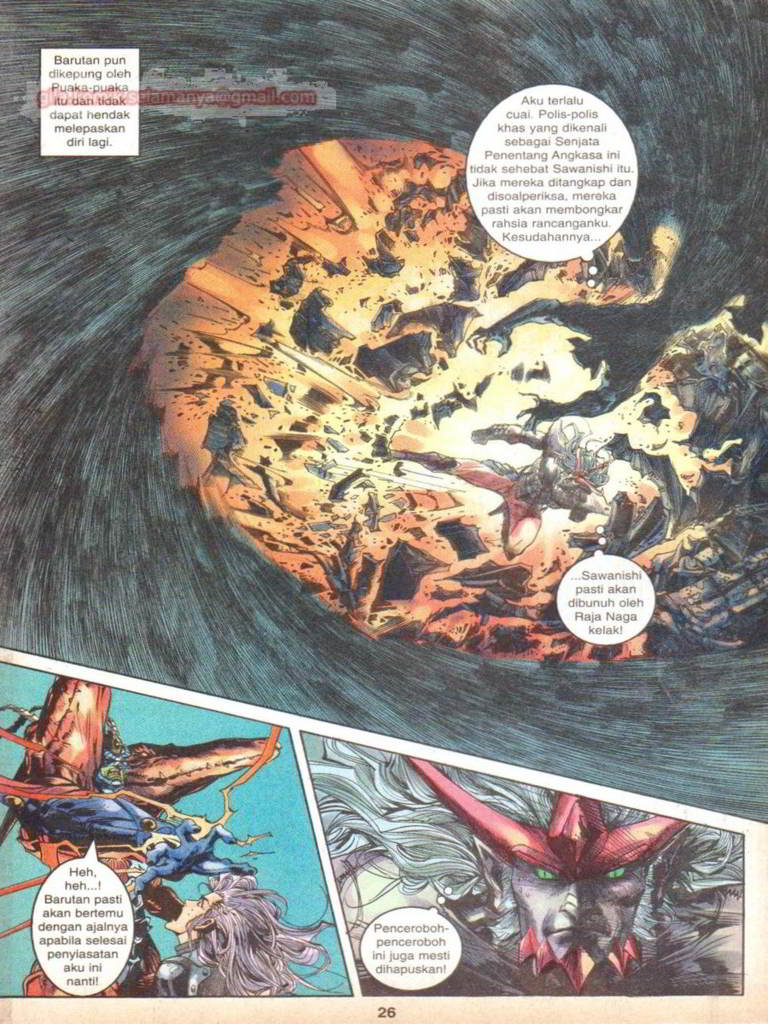 Barutan pun
dikepung oleh
Puaka-puaka
itu dan tidak
dapat hendak
melepaskan
diri lagi.
Aku terlalu
cuai. Polis-polis
khas yang dikenali
sebagai Senjata
Penentang Angkasa ini
tidak sehebat Sawanishi itu.
Jika mereka ditangkap dan
disoalperiksa, mereka
pasti akan membongkar
rahsia rancanganku.
Kesudahannya...
...Sawanishi
pasti akan
dibunuh oleh
Raja Naga
kelak!
Heh,
heh...!
Barutan pasti
akan bertemu
dengan ajalnya
apabila selesai
penyiasatan
aku ini
nanti!
Penceroboh-
penceroboh
ini juga mesti
dihapuskan!
26